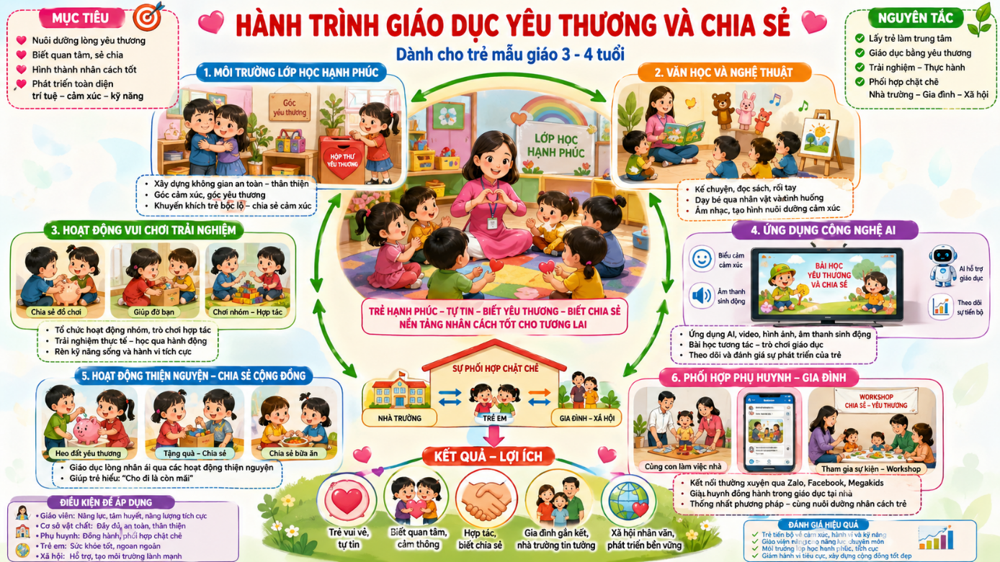 MỤC TIÊU
Nuôi dưỡng lòng yêu thương
Biết quan tâm, sẻ chia
Hình thành nhân cách tốt
Phát triển toàn diện
trí tuệ – cảm xúc – kỹ năng
HÀNH TRÌNH GIÁO DỤC YÊU THƯƠNG VÀ CHIA SẺ
Dành cho trẻ mẫu giáo 3 - 4 tuổi
NGUYÊN TẮC
Lấy trẻ làm trung tâm
Giáo dục bằng yêu thương
Trải nghiệm – Thực hành
Phối hợp chặt chẽ
Nhà trường – Gia đình – Xã hội
1. MÔI TRƯỜNG LỚP HỌC HẠNH PHÚC
Góc
yêu thương
HỘP THƯ
YÊU THƯƠNG
• Xây dựng không gian an toàn – thân thiện
• Góc cảm xúc, góc yêu thương
• Khuyến khích trẻ bộc lộ – chia sẻ cảm xúc
LỚP HỌC
HẠNH PHÚC
2. VĂN HỌC VÀ NGHỆ THUẬT
• Kể chuyện, đọc sách, rối tay
• Dạy bé qua nhân vật và tình huống
• Âm nhạc, tạo hình nuôi dưỡng cảm xúc
3. HOẠT ĐỘNG VUI CHƠI TRẢI NGHIỆM
Chia sẻ đồ chơi
Giúp đỡ bạn
Chơi nhóm – Hợp tác
• Tổ chức hoạt động nhóm, trò chơi hợp tác
• Trải nghiệm thực tế – học qua hành động
• Rèn kỹ năng sống và hành vi tích cực
TRẺ HẠNH PHÚC – TỰ TIN – BIẾT YÊU THƯƠNG – BIẾT CHIA SẺ
NỀN TẢNG NHÂN CÁCH TỐT CHO TƯƠNG LAI
4. ỨNG DỤNG CÔNG NGHỆ AI
Biểu cảm
cảm xúc
Âm thanh
sinh động
BÀI HỌC
YÊU THƯƠNG
VÀ CHIA SẺ
AI hỗ trợ
giáo dục
Theo dõi
sự tiến bộ
• Ứng dụng AI, video, hình ảnh, âm thanh sinh động
• Bài học tương tác – trò chơi giáo dục
• Theo dõi và đánh giá sự phát triển của trẻ
5. HOẠT ĐỘNG THIỆN NGUYỆN – CHIA SẺ CỘNG ĐỒNG
Heo đất yêu thương
Tặng quà – Chia sẻ
Chia sẻ bữa ăn
• Giáo dục lòng nhân ái qua các hoạt động thiện nguyện
• Giúp trẻ hiểu: "Cho đi là còn mãi"
SỰ PHỐI HỢP CHẶT CHẼ
NHÀ TRƯỜNG
TRẺ EM
GIA ĐÌNH – XÃ HỘI
6. PHỐI HỢP PHỤ HUYNH – GIA ĐÌNH
WORKSHOP
CHIA SẺ – YÊU THƯƠNG
Cùng con làm việc nhà
Tham gia sự kiện – Workshop
• Kết nối thường xuyên qua Zalo, Facebook, Megakids
huynh đồng hành trong giáo dục tại nhà
• Thống nhất phương pháp – cùng nuôi dưỡng nhân cách trẻ
KẾT QUẢ – LỢI ÍCH
Trẻ vui vẻ,
tự tin
Biết quan tâm,
cảm thông
Hợp tác,
biết chia sẻ
Gia đình gắn kết,
nhà trường tin tưởng
Xã hội nhân văn,
phát triển bền vững
ĐIỀU KIỆN ĐỂ ÁP DỤNG
• Giáo viên: Năng lực, tâm huyết, năng lượng tích cực
• Cơ sở vật chất: Đầy đủ, an toàn, thân thiện
• Phụ huynh: Đồng hành, phối hợp chặt chẽ
• Trẻ em: Sức khỏe tốt, ngoan ngoãn
• Xã hội: Hỗ trợ, tạo môi trường lành mạnh
ĐÁNH GIÁ HIỆU QUẢ
Trẻ tiến bộ về cảm xúc, hành vi và kỹ năng
Giáo viên nâng cao năng lực chuyên môn
Môi trường lớp học hạnh phúc, tích cực
Giảm hành vi tiêu cực, xây dựng cộng đồng tốt đẹp